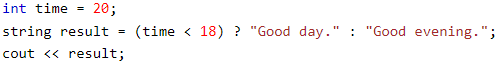 int time = 20;
string result = (time < 18) ? "Good day." : "Good evening.";
cout << result;